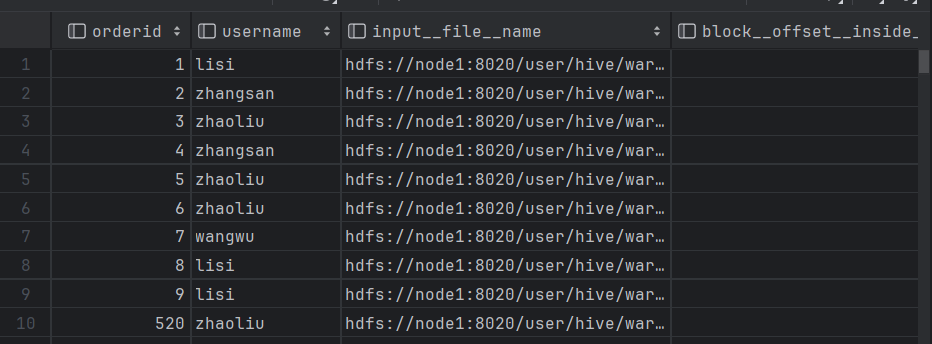 orderid username input__file__name block__offset__inside_
1 1 lisi hdfs://node1:8020/user/hive/war…
2 2 zhangsan hdfs://node1:8020/user/hive/war…
3 3 zhaoliu hdfs://node1:8020/user/hive/war…
4 4 zhangsan hdfs://node1:8020/user/hive/war…
5 5 zhaoliu hdfs://node1:8020/user/hive/war…
6 6 zhaoliu hdfs://node1:8020/user/hive/war…
7 7 wangwu hdfs://node1:8020/user/hive/war…
8 8 lisi hdfs://node1:8020/user/hive/war…
9 9 lisi hdfs://node1:8020/user/hive/war…
10 520 zhaoliu hdfs://node1:8020/user/hive/war…